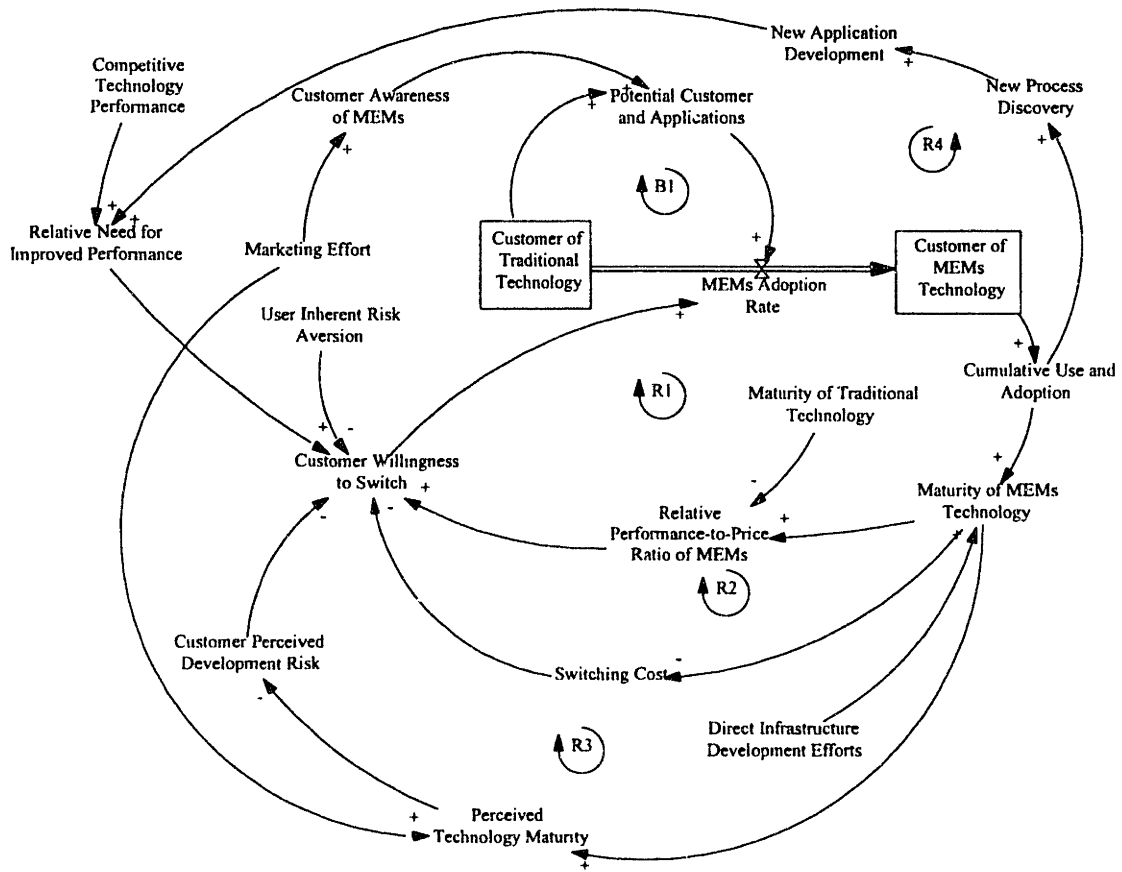 New Application
Development
+
Competitive
Technology
Performance
Customer Awareness
of MEMs
+
+
+
Potential Customer
and Applications
New Process
Discovery
+
R4
B1
+
+
Relative Need for
Improved Performance
Marketing Effort
Customer of
Traditional
Technology
+
MEMs Adoption
Rate
+
Customer of
MEMs
Technology
User Inherent Risk
Aversion
+
Cumulative Use and
Adoption
R1
Maturity of Traditional
Technology
+
-
Customer Willingness
to Switch
+
-
-
+
Maturity of MEMs
Technology
+
-
Relative
Performance-to-Price
Ratio of MEMs
+
R2
Customer Perceived
Development Risk
-
Switching Cost
-
Direct Infrastructure
Development Efforts
R3
+
Perceived
Technology Maturity
+